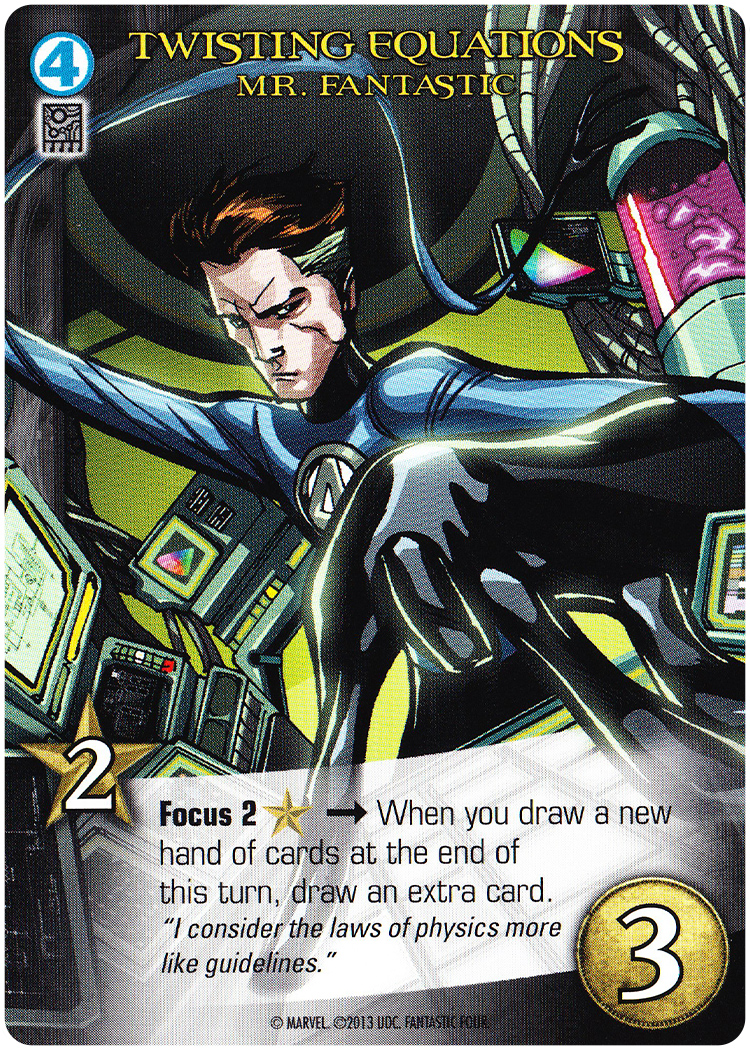 4
TWISTING EQUATIONS
MR. FANTASTIC
4
2
Focus 2 → When you draw a new
hand of cards at the end of
this turn, draw an extra card.
“I consider the laws of physics more
like guidelines.”
3
© MARVEL. ©2013 UDC. FANTASTIC FOUR